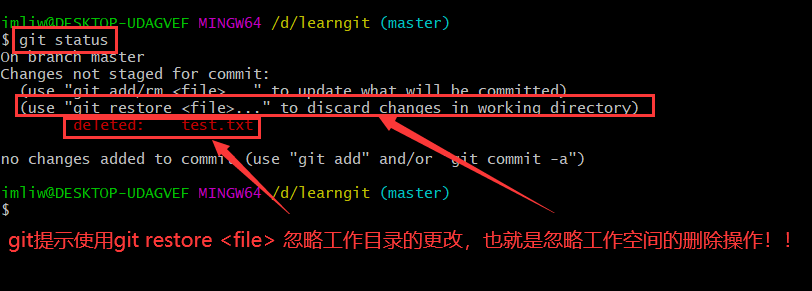 imliw@DESKTOP-UDAGVEF MINGW64 /d/learngit (master)
$ git status
On branch master
Changes not staged for commit:
(use "git add/rm <file>..." to update what will be committed)
(use "git restore <file>..." to discard changes in working directory)
deleted: test.txt
no changes added to commit (use "git add" and/or "git commit -a")
imliw@DESKTOP-UDAGVEF MINGW64 /d/learngit (master)
$
git提示使用git restore <file> 忽略工作目录的更改，也就是忽略工作空间的删除操作！！